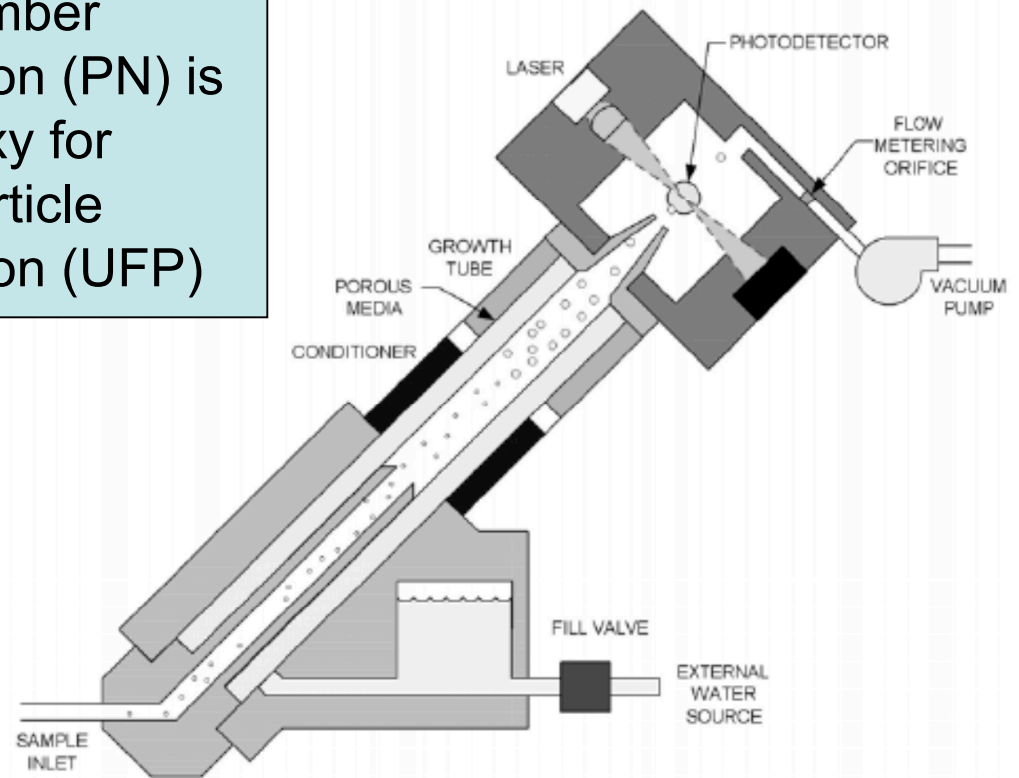 mber
on (PN) is
xy for
rticle
on (UFP)
PHOTODETECTOR
LASER
FLOW
METERING
ORIFICE
GROWTH
TUBE
POROUS
MEDIA
VACUUM
PUMP
CONDITIONER
FILL VALVE
EXTERNAL
WATER
SOURCE
SAMPLE
INLET